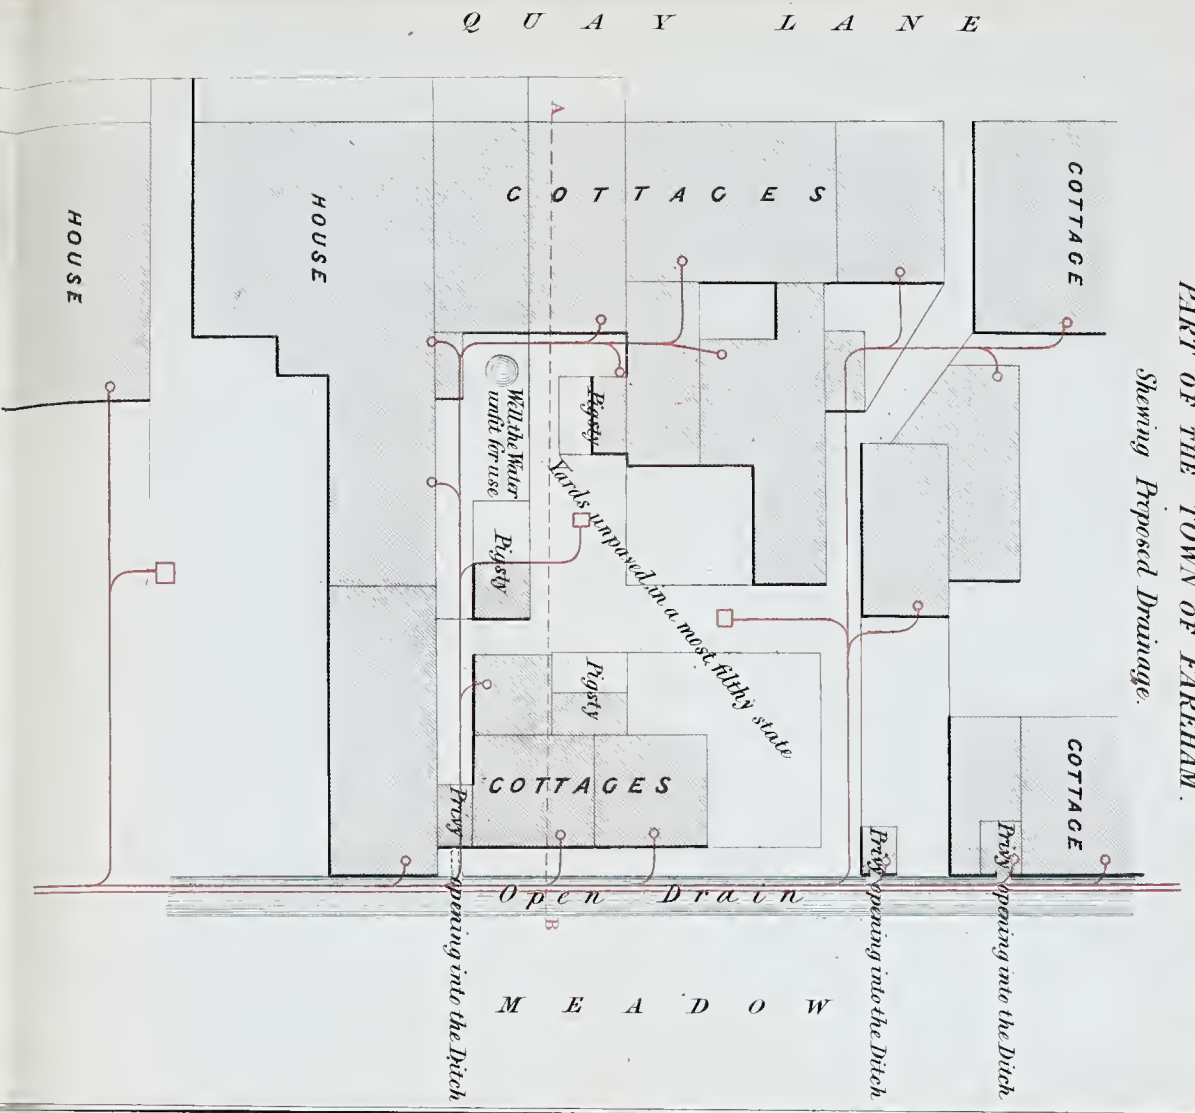 PART OF THE TOWN OF FAREHAM.
Shewing Proposed Drainage.
QUAY LANE
A
COTTAGES
COTTAGE
HOUSE
HOUSE
Well, the Water
unfit for use
Pigsty
Yards unpaved, in a most filthy state
Pigsty
Pigsty
COTTAGES
COTTAGE
Privy opening into the Ditch
Privy opening into the Ditch
Privy opening into the Ditch
Open Drain
B
MEADOW